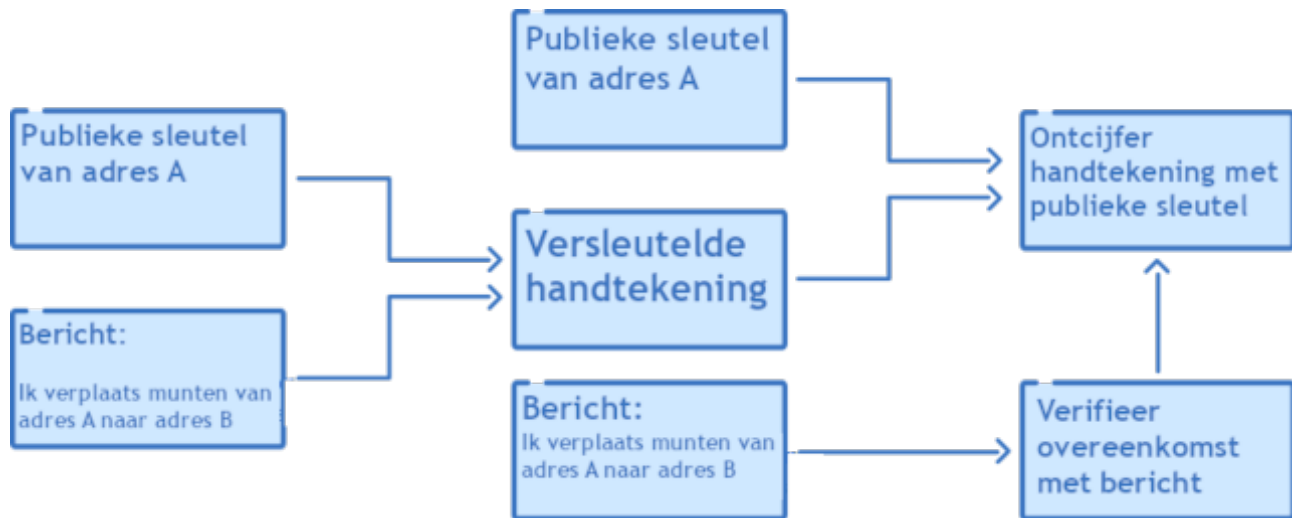 Publieke sleutel
van adres A
Bericht:
Ik verplaats munten van
adres A naar adres B
Publieke sleutel
van adres A
Versleutelde
handtekening
Bericht:
Ik verplaats munten van
adres A naar adres B
Ontcijfer
handtekening met
publieke sleutel
Verifieer
overeenkomst
met bericht